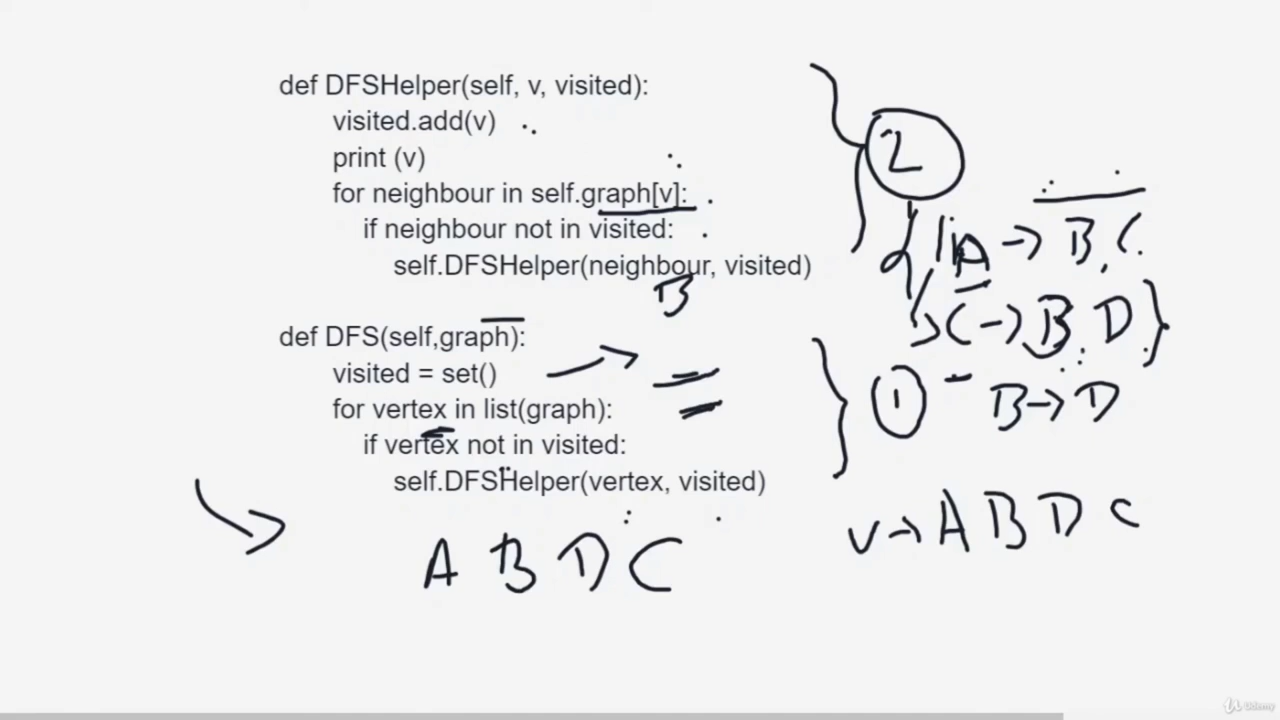 def DFSHelper(self, v, visited):
visited.add(v)
print (v)
for neighbour in self.graph[v]:
if neighbour not in visited:
self.DFSHelper(neighbour, visited)
B
def DFS(self,graph):
visited = set()
for vertex in list(graph):
if vertex not in visited:
self.DFSHelper(vertex, visited)
A B D C
2
A → B, C
C → B D }
1 B → D
V → A B D C
Udemy